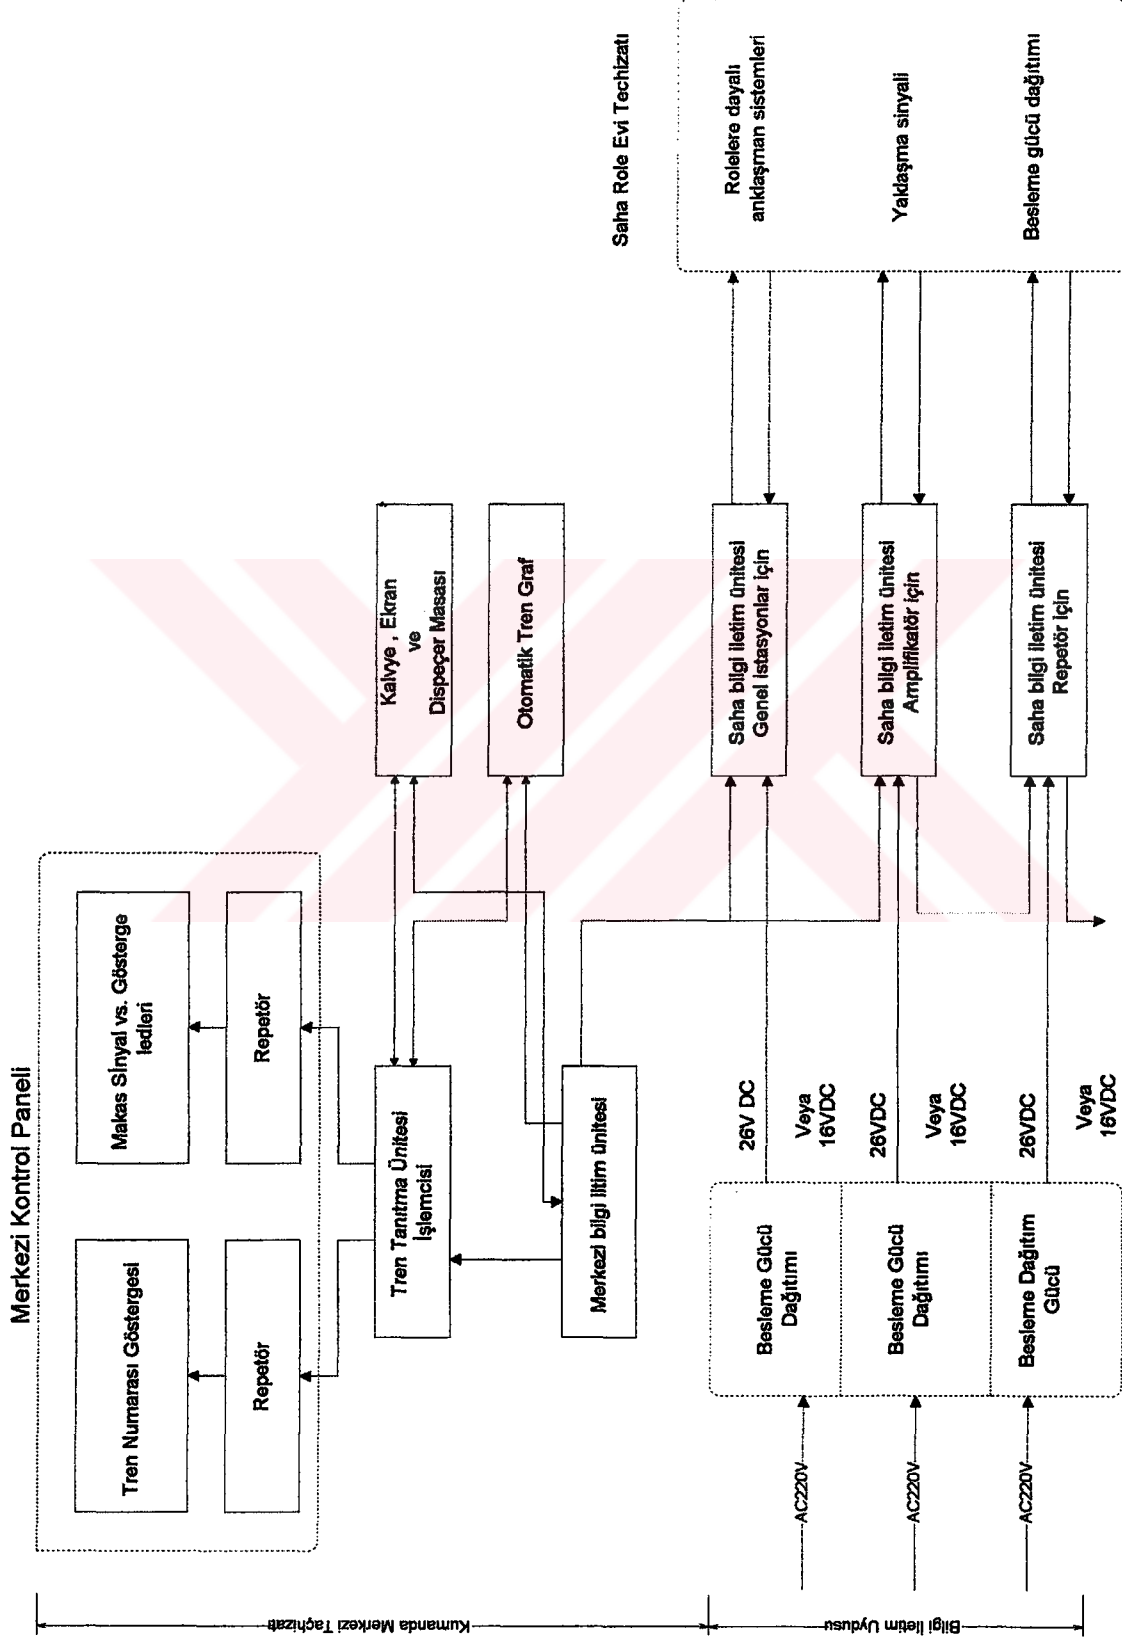 Merkezi Kontrol Paneli
Tren Numarası Göstergesi
Makas Sİnyal vs. Gösterge
ledleri
Repetör
Repetör
Tren Tanıtma Ünitesi
İşlemcisi
Kalvye , Ekran
ve
Dispeçer Masası
Otomatik Tren Graf
Merkezi bilgi ilitim ünitesi
Kumanda Merkezi Taçhizatı
Saha Role Evi Techizatı
AC220V
Besleme Gücü
Dağıtımı
26V DC
Veya
16VDC
Saha bilgi iletim ünitesi
Genel istasyonlar için
Rolelere dayalı
anklaşman sistemleri
AC220V
Besleme Gücü
Dağıtımı
26VDC
Veya
16VDC
Saha bilgi iletim ünitesi
Amplifikatör için
Yaklaşma sinyali
AC220V
Besleme Dağıtım
Gücü
26VDC
Veya
16VDC
Saha bilgi iletim ünitesi
Repetör için
Besleme gücü dağıtımı
Bilgi İletim Uydusu